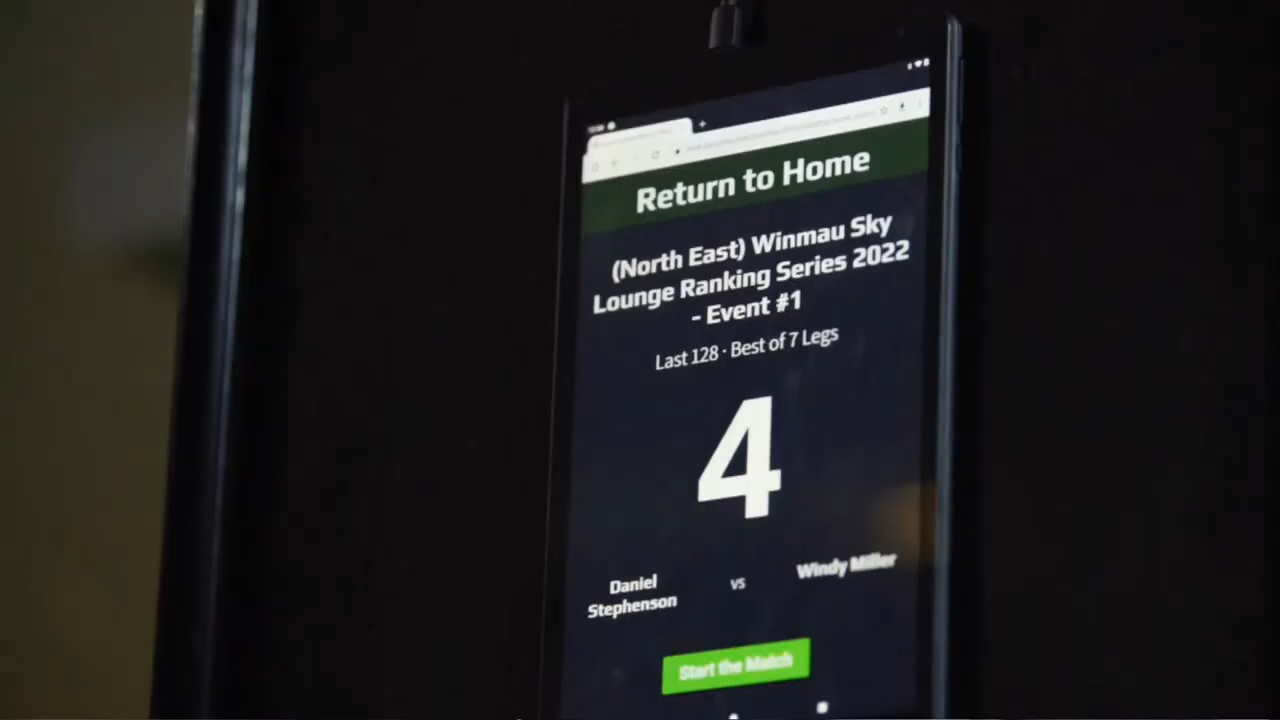 Return to Home
(North East) Winmau Sky
Lounge Ranking Series 2022
- Event #1
Last 128 · Best of 7 Legs
4
Daniel
Stephenson
vs
Windy Miller
Start the Match